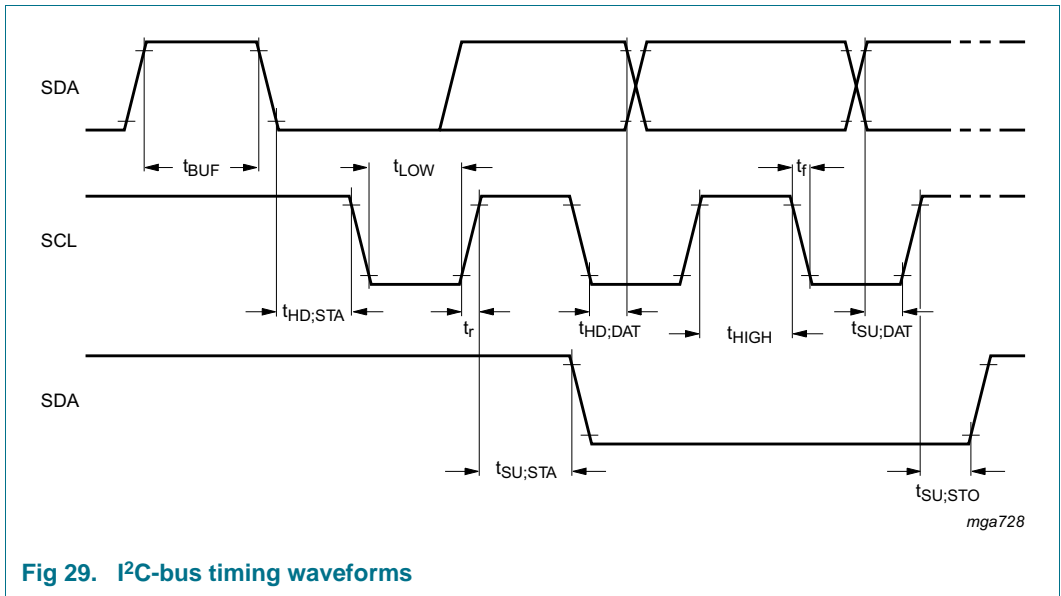 SDA
tBUF
tLOW
tf
SCL
tHD;STA
tr
tHD;DAT
tHIGH
tSU;DAT
SDA
tSU;STA
tSU;STO
mga728
Fig 29. I²C-bus timing waveforms